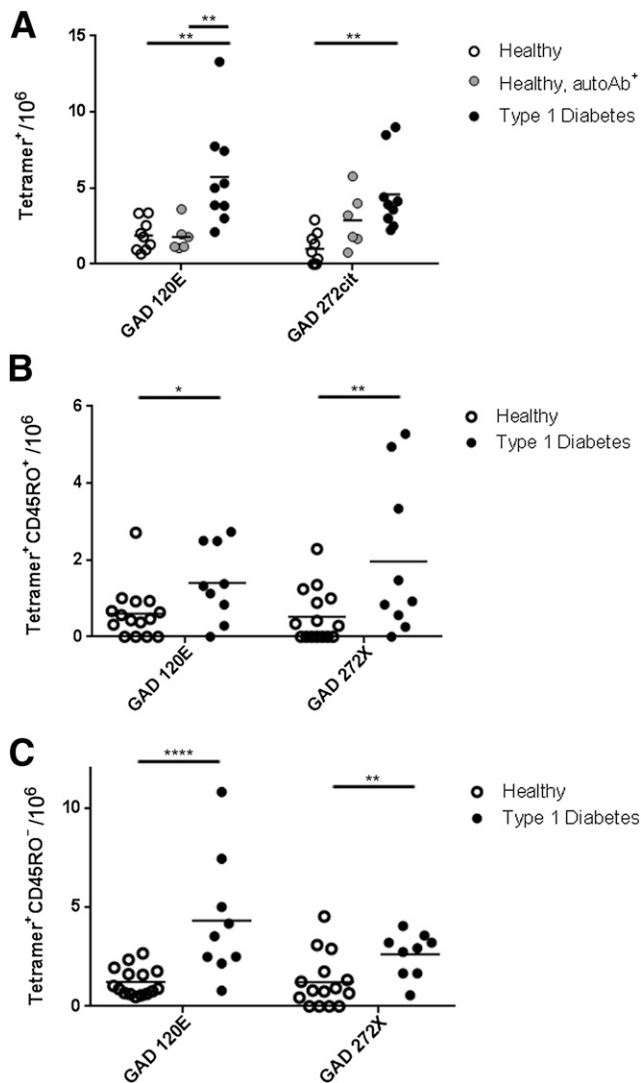 A
**
**
**
15
10
5
0
Tetramer⁺/10⁶
Healthy
Healthy, autoAb⁺
Type 1 Diabetes
GAD 120E
GAD 272cit
B
*
**
6
4
2
0
Tetramer⁺CD45RO⁺/10⁶
Healthy
Type 1 Diabetes
GAD 120E
GAD 272X
C
****
**
10
5
0
Tetramer⁺CD45RO⁻/10⁶
Healthy
Type 1 Diabetes
GAD 120E
GAD 272X